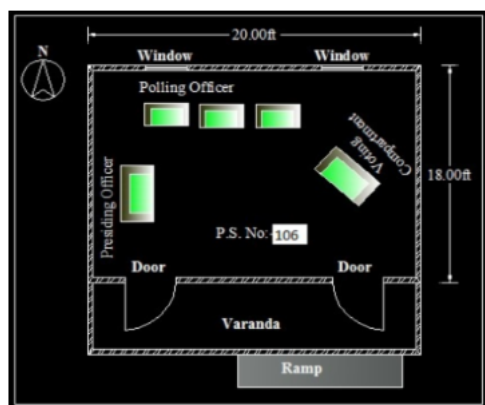 N
20.00ft
Window
Window
Polling Officer
Voting
Compartment
18.00ft
Presiding Officer
P.S. No:-106
Door
Door
Varanda
Ramp